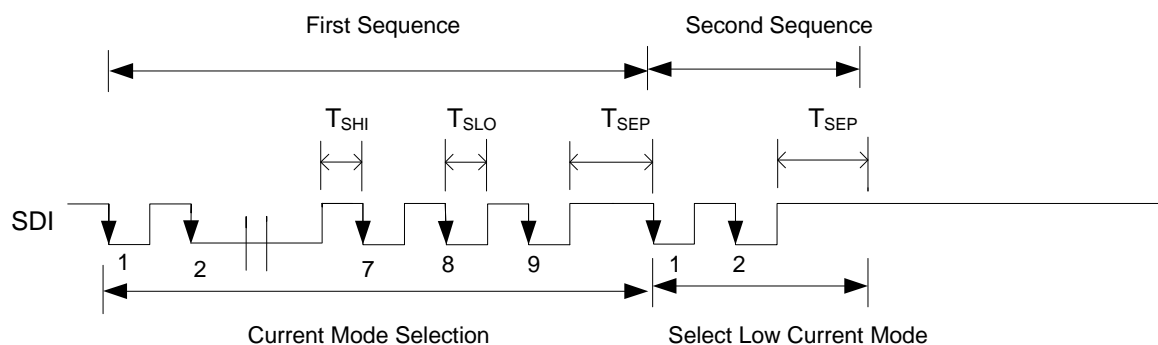 First Sequence
Second Sequence
TSHI
TSLO
TSEP
TSEP
SDI
1
2
7
8
9
1
2
Current Mode Selection
Select Low Current Mode